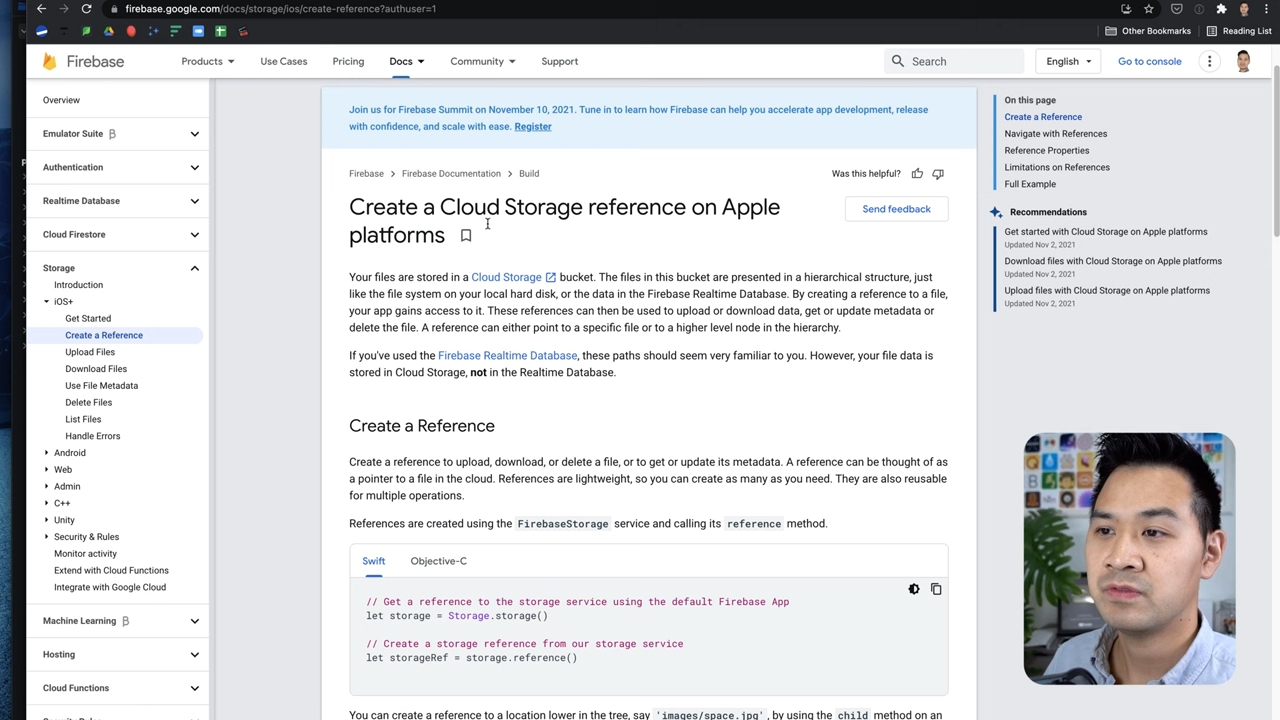 firebase.google.com/docs/storage/ios/create-reference?authuser=1
Other Bookmarks
Reading List
Firebase
Products
Use Cases
Pricing
Docs
Community
Support
Search
English
Go to console
Overview
Emulator Suite β
Authentication
Realtime Database
Cloud Firestore
Storage
Introduction
iOS+
Get Started
Create a Reference
Upload Files
Download Files
Use File Metadata
Delete Files
List Files
Handle Errors
Android
Web
Admin
C++
Unity
Security & Rules
Monitor activity
Extend with Cloud Functions
Integrate with Google Cloud
Machine Learning β
Hosting
Cloud Functions
Join us for Firebase Summit on November 10, 2021. Tune in to learn how Firebase can help you accelerate app development, release
with confidence, and scale with ease. Register
Firebase > Firebase Documentation > Build
Was this helpful?
Create a Cloud Storage reference on Apple
platforms
Send feedback
Your files are stored in a Cloud Storage bucket. The files in this bucket are presented in a hierarchical structure, just
like the file system on your local hard disk, or the data in the Firebase Realtime Database. By creating a reference to a file,
your app gains access to it. These references can then be used to upload or download data, get or update metadata or
delete the file. A reference can either point to a specific file or to a higher level node in the hierarchy.
If you've used the Firebase Realtime Database, these paths should seem very familiar to you. However, your file data is
stored in Cloud Storage, not in the Realtime Database.
Create a Reference
Create a reference to upload, download, or delete a file, or to get or update its metadata. A reference can be thought of as
a pointer to a file in the cloud. References are lightweight, so you can create as many as you need. They are also reusable
for multiple operations.
References are created using the FirebaseStorage service and calling its reference method.
Swift
Objective-C
// Get a reference to the storage service using the default Firebase App
let storage = Storage.storage()
// Create a storage reference from our storage service
let storageRef = storage.reference()
You can create a reference to a location lower in the tree, say 'images/space.jpg', by using the child method on an
On this page
Create a Reference
Navigate with References
Reference Properties
Limitations on References
Full Example
Recommendations
Get started with Cloud Storage on Apple platforms
Updated Nov 2, 2021
Download files with Cloud Storage on Apple platforms
Updated Nov 2, 2021
Upload files with Cloud Storage on Apple platforms
Updated Nov 2, 2021